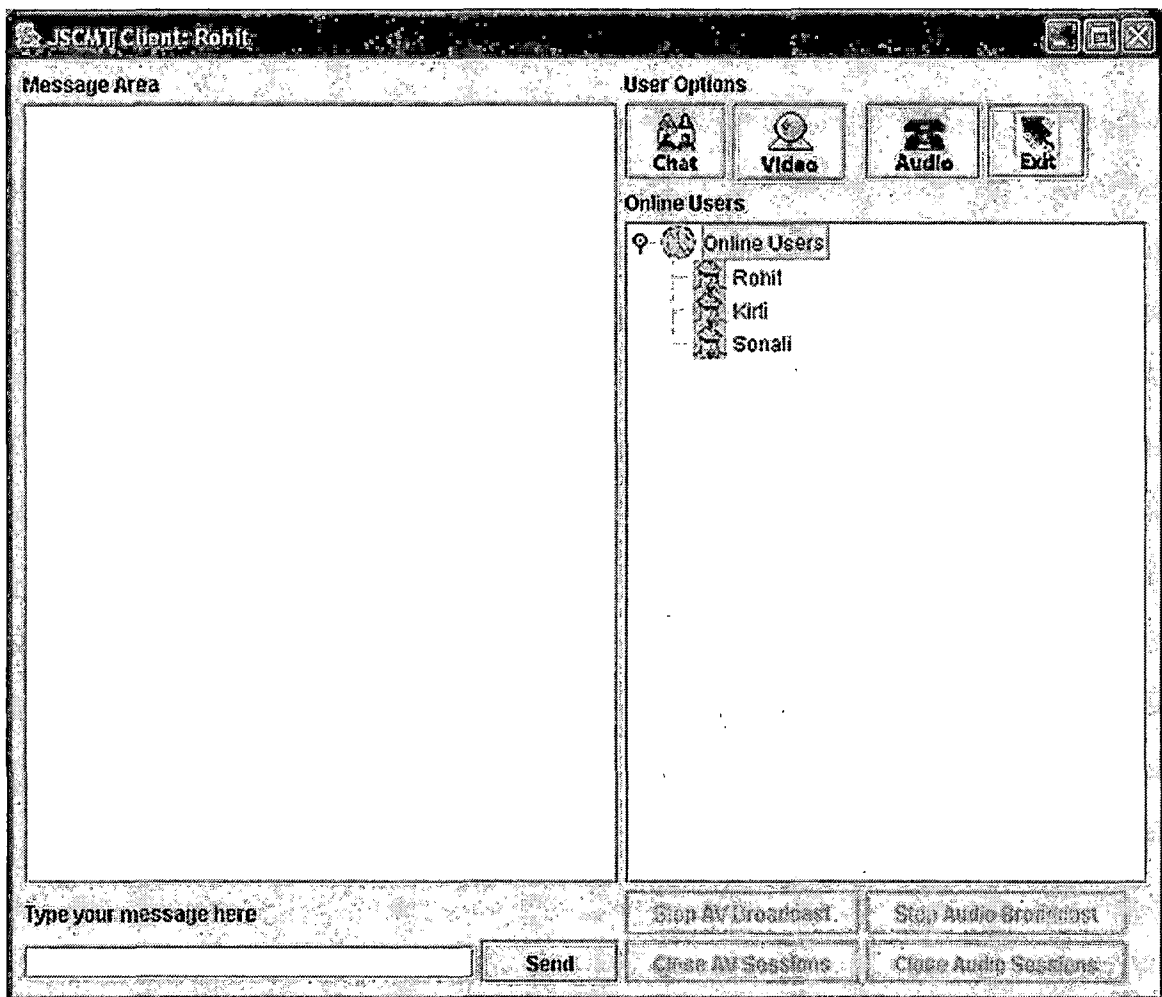 JSCMT Client: Rohit
Message Area
User Options
Chat
Video
Audio
Exit
Online Users
Online Users
Rohit
Kirti
Sonali
Type your message here
Send
Stop AV Broadcast
Stop Audio Broadcast
Close AV Sessions
Close Audio Sessions